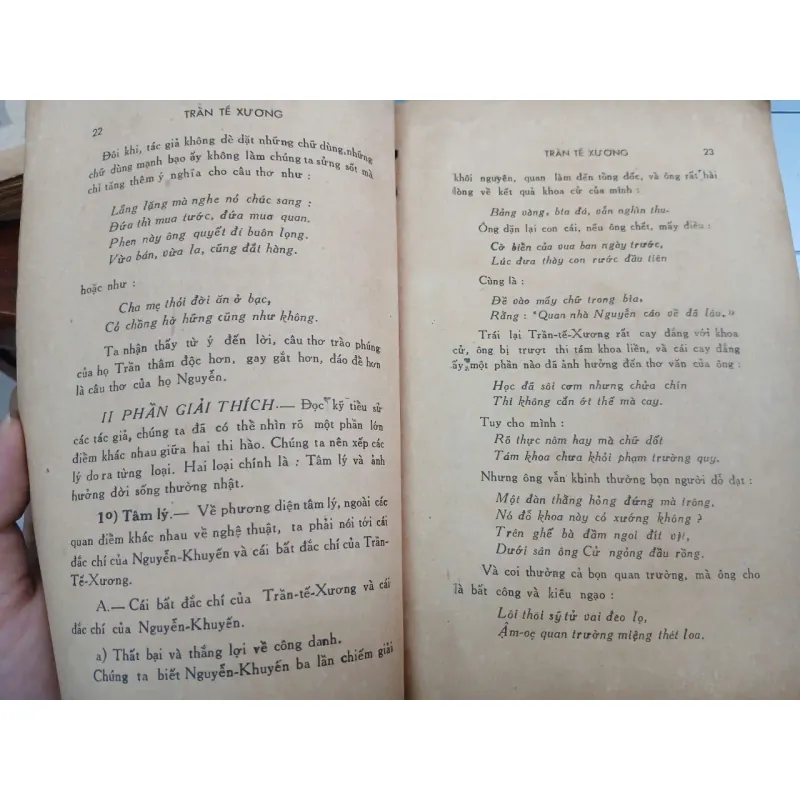 TRẦN TẾ XƯƠNG
22
Đôi khi, tác giả không dè dặt những chữ dùng, những
chữ dùng mạnh bạo ấy không làm chúng ta sửng sốt mà
chỉ tăng thêm ý nghĩa cho câu thơ như :
Lẳng lặng mà nghe nó chúc sang :
Đứa thì mua tước, đứa mua quan.
Phen này ông quyết đi buôn lọng,
Vừa bán, vừa la, cũng đắt hàng.
hoặc như :
Cha mẹ thói đời ăn ở bạc,
Có chồng hờ hững cũng như không.
Ta nhận thấy từ ý đến lời, câu thơ trào phúng
của họ Trần thâm độc hơn, gay gắt hơn, dáo dề hơn
là câu thơ của họ Nguyễn.
II PHẦN GIẢI THÍCH.— Đọc kỹ tiểu sử
các tác giả, chúng ta đã có thể nhìn rõ một phần lớn
điểm khác nhau giữa hai thi hào. Chúng ta nên xếp các
lý do ra từng loại. Hai loại chính là : Tâm lý và ảnh
hưởng đời sống thường nhật.
1º) Tâm lý.— Về phương diện tâm lý, ngoài các
quan điểm khác nhau về nghệ thuật, ta phải nói tới cái
đắc chí của Nguyễn-Khuyến và cái bất đắc chí của Trần-
Tế-Xương.
A.— Cái bất đắc chí của Trần-tế-Xương và cái
đắc chí của Nguyễn-Khuyến.
a) Thất bại và thắng lợi về công danh.
Chúng ta biết Nguyễn-Khuyến ba lần chiếm giải
TRẦN TẾ XƯƠNG 23
khôi nguyên, quan làm đến tổng đốc, và ông rất hài
lòng về kết quả khoa cử của mình :
Bảng vàng, bia đá, vẫn nghìn thu.
Ông dặn lại con cái, nếu ông chết, mấy điều :
Cờ biển của vua ban ngày trước,
Lúc đưa thày con rước đầu tiên
Cùng là :
Đề vào mấy chữ trong bia,
Rằng : "Quan nhà Nguyễn cáo về đã lâu."
Trái lại Trần-tế-Xương rất cay đắng với khoa
cử, ông bị trượt thi tám khoa liền, và cái cay đắng
ấy một phần nào đã ảnh hưởng đến thơ văn của ông :
Học đã sôi cơm nhưng chửa chín
Thi không cần ớt thế mà cay.
Tuy cho mình :
Rõ thực nôm hay mà chữ dốt
Tám khoa chưa khỏi phạm trường quy.
Nhưng ông vẫn khinh thường bọn người đỗ đạt :
Một đàn thằng hỏng đứng mà trông.
Nó đỗ khoa này có xướng không ?
Trên ghế bà đầm ngoi đít vịt,
Dưới sân ông Cử ngỏng đầu rồng.
Và coi thường cả bọn quan trường, mà ông cho
là bất công và kiêu ngạo :
Lôi thôi sỹ tử vai đeo lọ,
Ậm-oẹ quan trường miệng thét loa.